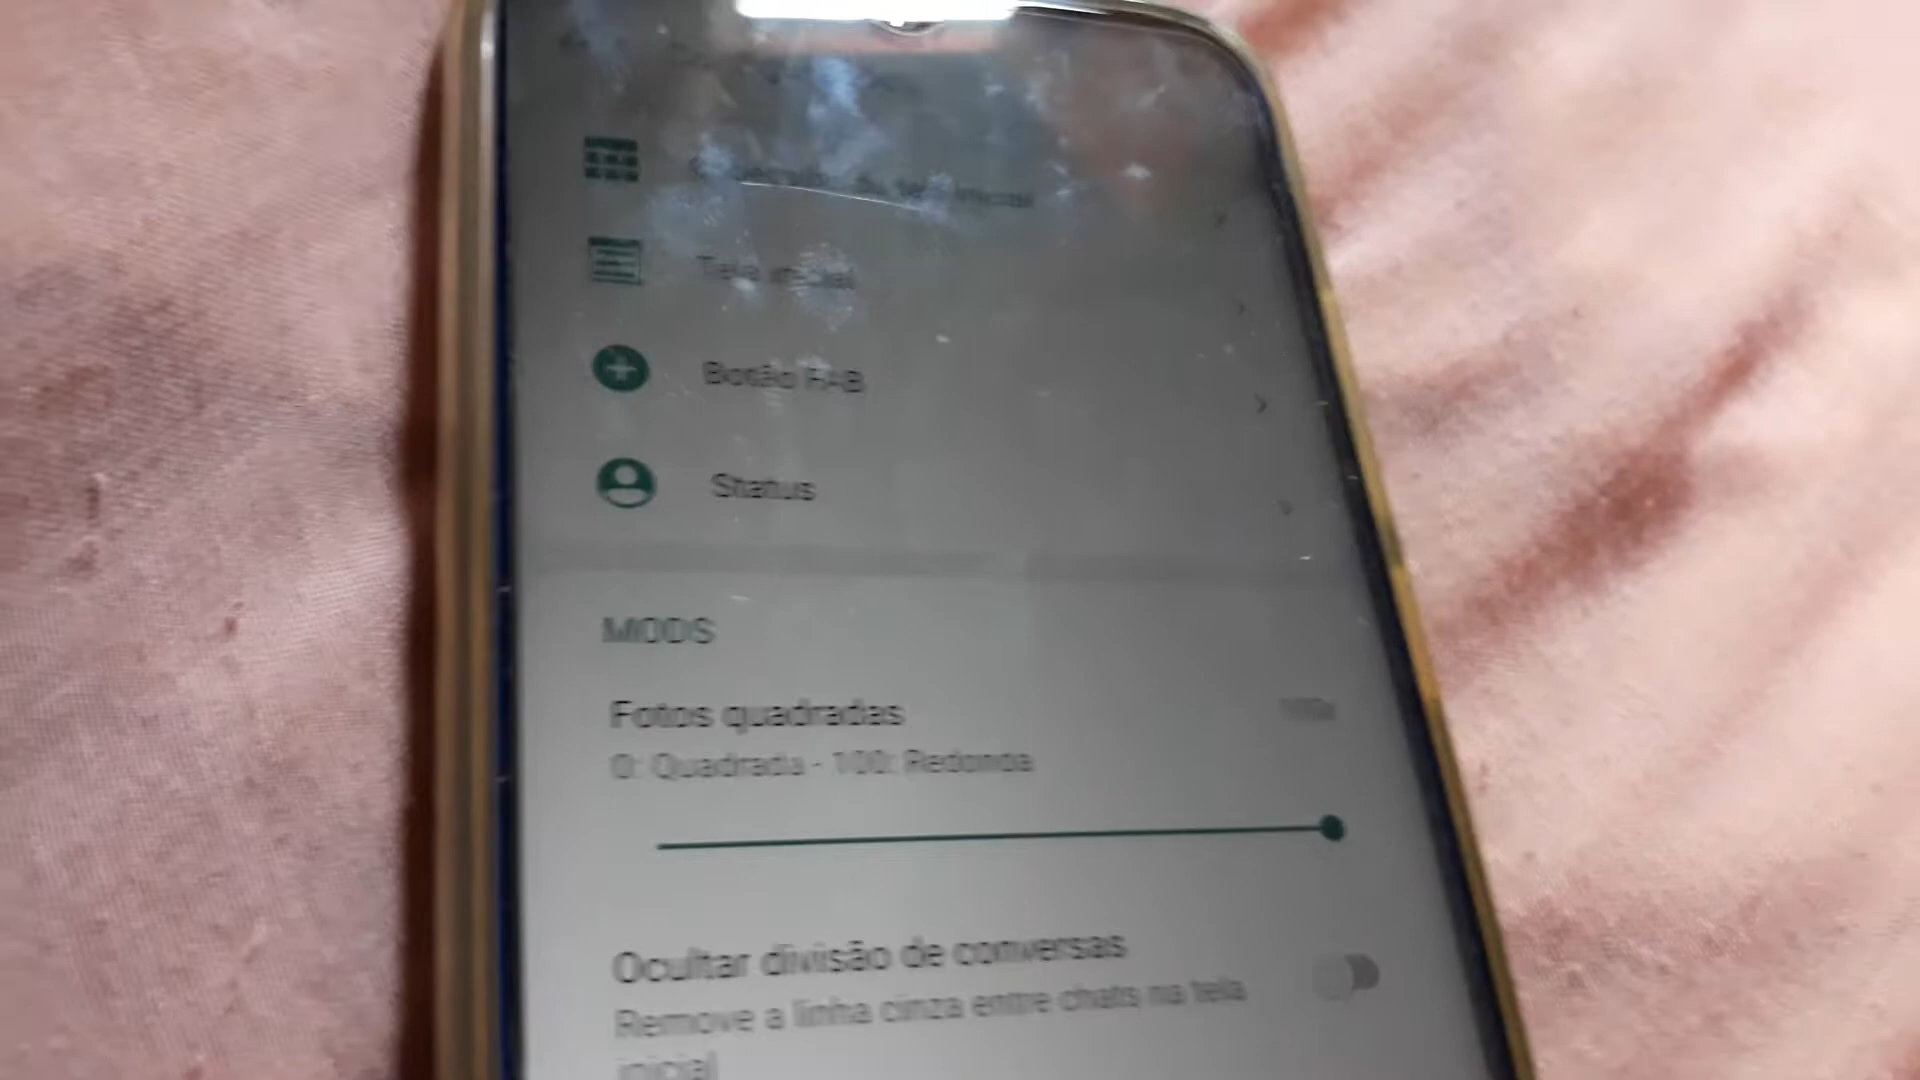 Tela inicial
Botão FAB
Status
MODS
Fotos quadradas
0: Quadrada - 100: Redonda
Ocultar divisão de conversas
Remove a linha cinza entre chats na tela
inicial